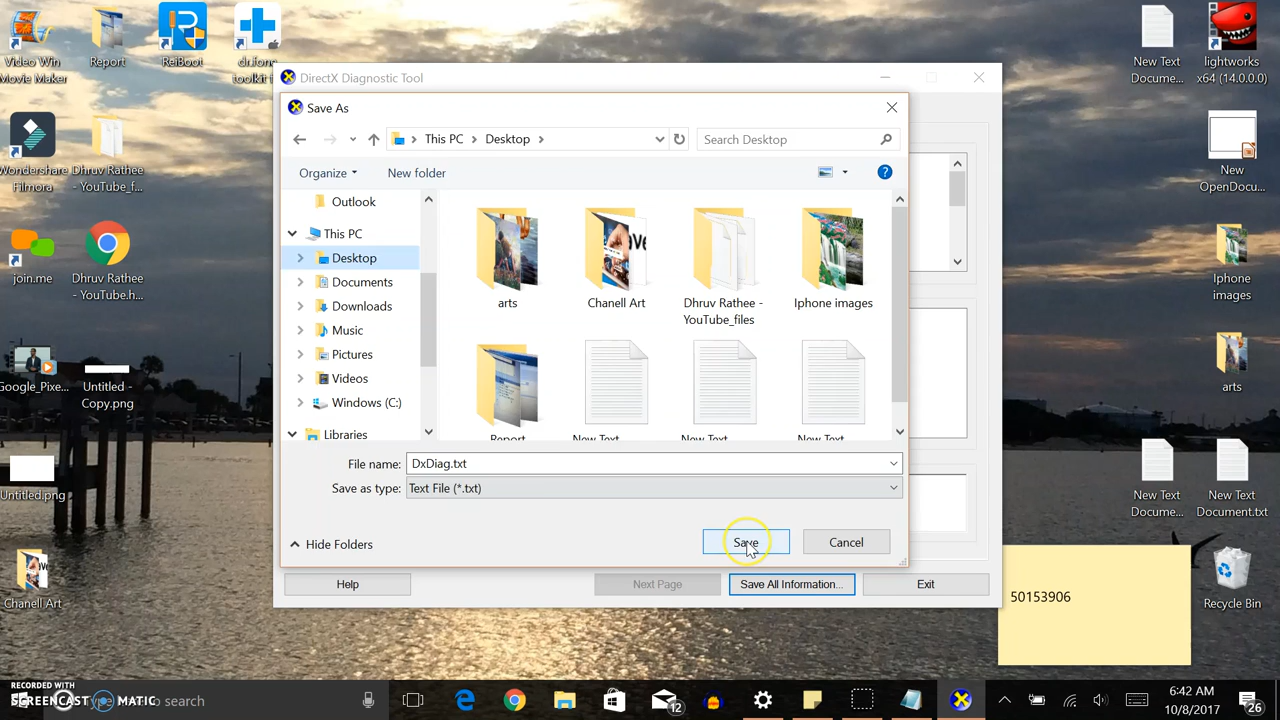 Video Win
Movie Maker
Report
ReiBoot
dr.fone
toolkit f
New Text
Docume...
lightworks
x64 (14.0.0.0)
DirectX Diagnostic Tool
Save As
This PC
Desktop
Search Desktop
Organize
New folder
Wondershare
Filmora
Dhruv Rathee
- YouTube_f...
New
OpenDocu...
Outlook
This PC
Desktop
Documents
Downloads
Music
Pictures
Videos
Windows (C:)
Libraries
arts
Chanell Art
Dhruv Rathee -
YouTube_files
Iphone images
Report
New Text
New Text
New Text
join.me
Dhruv Rathee
- YouTube.h...
Iphone
images
Google_Pixe...
Untitled -
Copy.png
arts
File name:
DxDiag.txt
Save as type:
Text File (*.txt)
Untitled.png
New Text
Docume...
New Text
Document.txt
Hide Folders
Save
Cancel
Help
Next Page
Save All Information...
Exit
Chanell Art
50153906
Recycle Bin
RECORDED WITH
SCREENCAST MATIC
to search
12
6:42 AM
10/8/2017
26